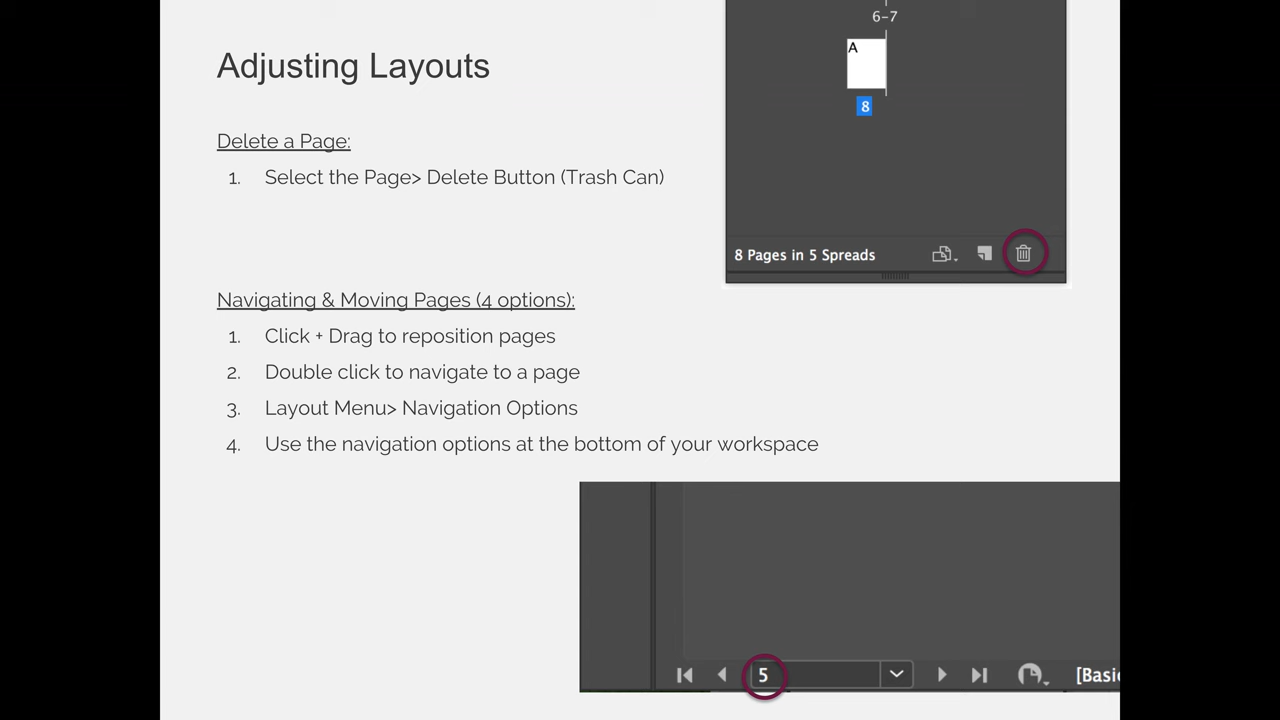 6-7
Adjusting Layouts
A
8
Delete a Page:
1. Select the Page> Delete Button (Trash Can)
8 Pages in 5 Spreads
Navigating & Moving Pages (4 options):
1. Click + Drag to reposition pages
2. Double click to navigate to a page
3. Layout Menu> Navigation Options
4. Use the navigation options at the bottom of your workspace
5
[Basi